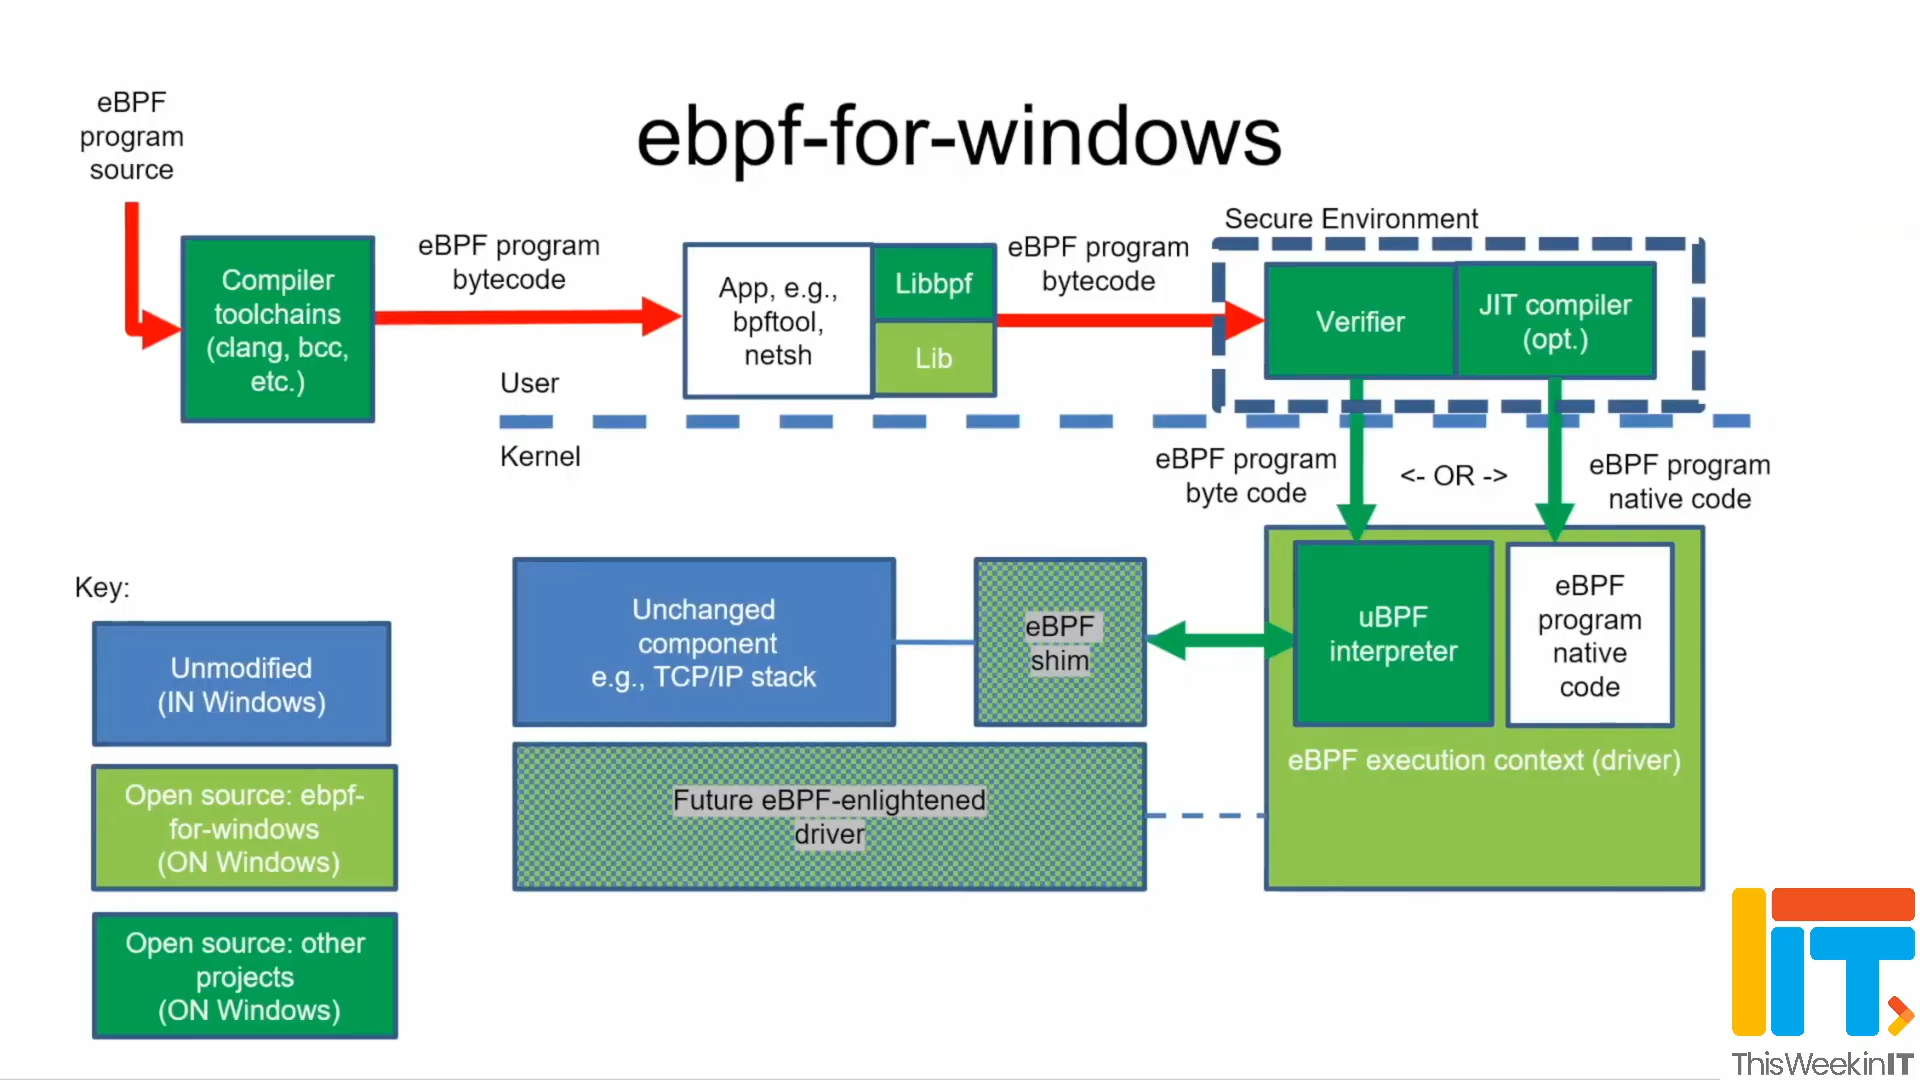 ebpf-for-windows
eBPF
program
source
Compiler
toolchains
(clang, bcc,
etc.)
eBPF program
bytecode
App, e.g.,
bpftool,
netsh
Libbpf
Lib
eBPF program
bytecode
Secure Environment
Verifier
JIT compiler
(opt.)
User
Kernel
eBPF program
byte code
<- OR ->
eBPF program
native code
Unchanged
component
e.g., TCP/IP stack
eBPF
shim
uBPF
interpreter
eBPF
program
native
code
eBPF execution context (driver)
Future eBPF-enlightened
driver
Key:
Unmodified
(IN Windows)
Open source: ebpf-
for-windows
(ON Windows)
Open source: other
projects
(ON Windows)
IIT
ThisWeekinIT